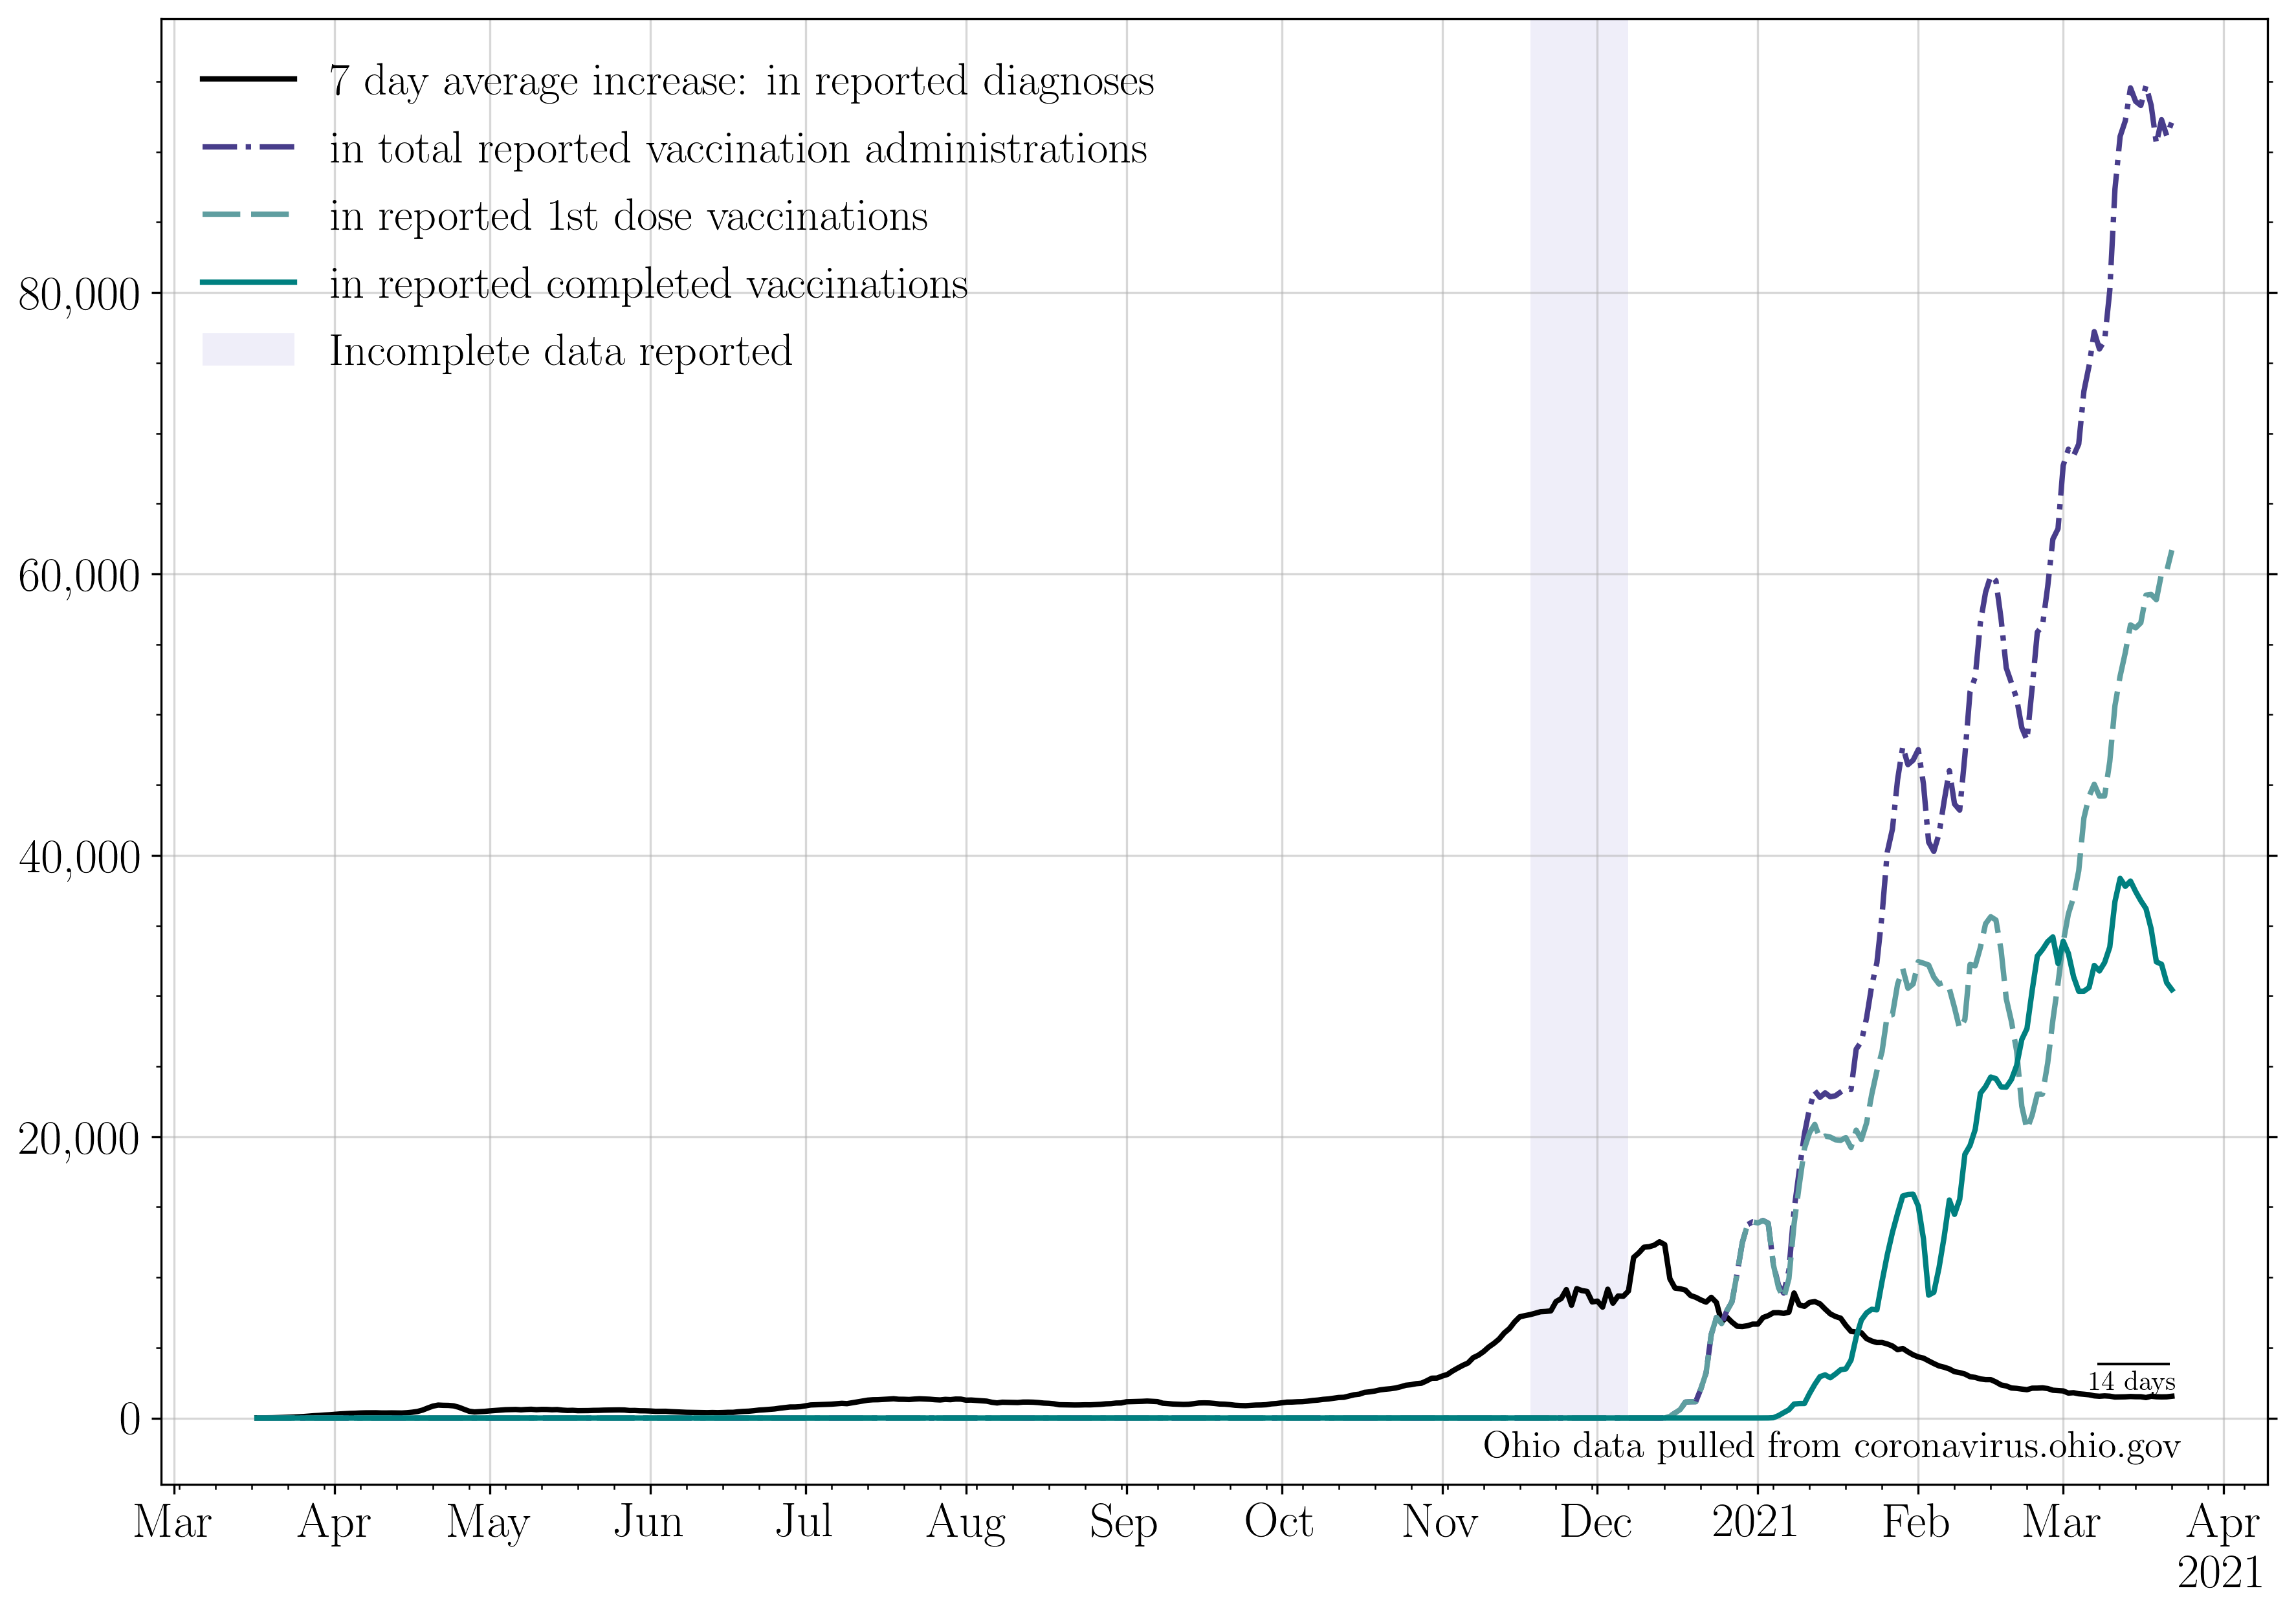 7 day average increase: in reported diagnoses
in total reported vaccination administrations
in reported 1st dose vaccinations
in reported completed vaccinations
Incomplete data reported
80,000
60,000
40,000
20,000
0
14 days
Ohio data pulled from coronavirus.ohio.gov
Mar Apr May Jun Jul Aug Sep Oct Nov Dec 2021 Feb Mar Apr
2021